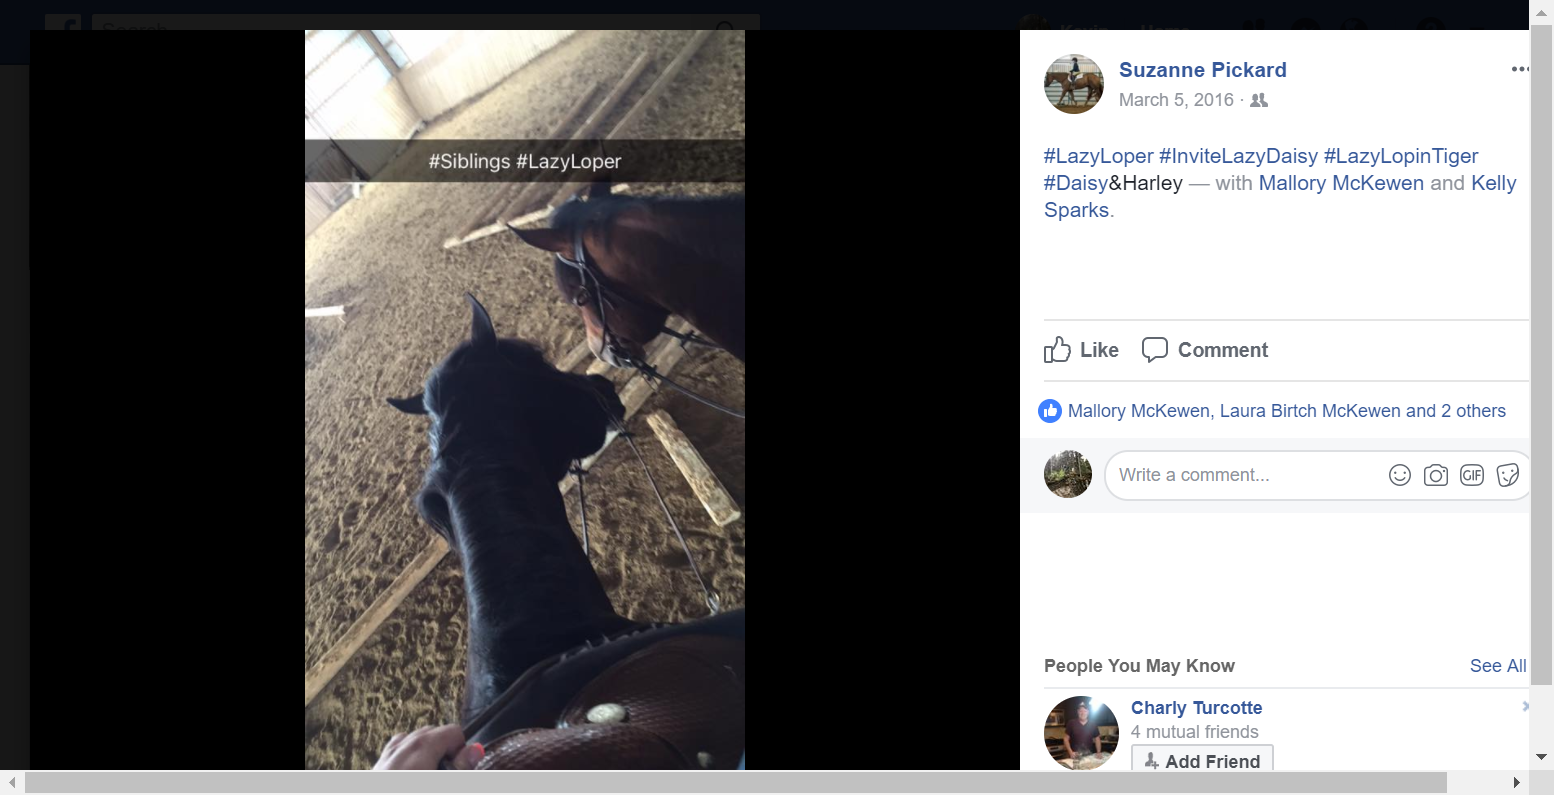 Search
Home
#Siblings #LazyLoper
Suzanne Pickard
March 5, 2016 ·
#LazyLoper #InviteLazyDaisy #LazyLopinTiger
#Daisy&Harley — with Mallory McKewen and Kelly
Sparks.
Like Comment
Mallory McKewen, Laura Birtch McKewen and 2 others
Write a comment...
GIF
People You May Know See All
Charly Turcotte
4 mutual friends
Add Friend